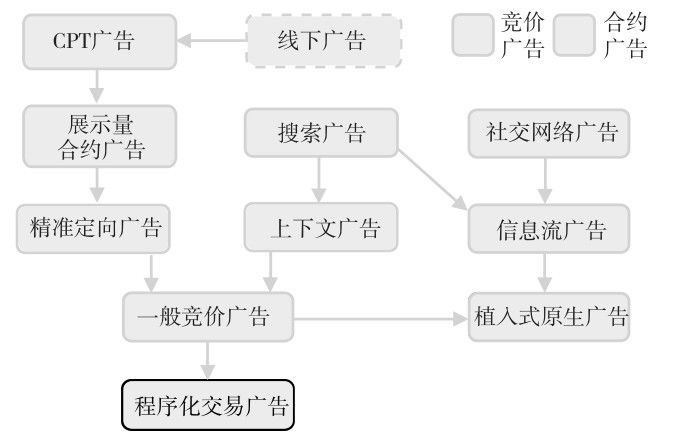 CPT广告
线下广告
竞价
广告
合约
广告
展示量
合约广告
搜索广告
社交网络广告
精准定向广告
上下文广告
信息流广告
一般竞价广告
植入式原生广告
程序化交易广告